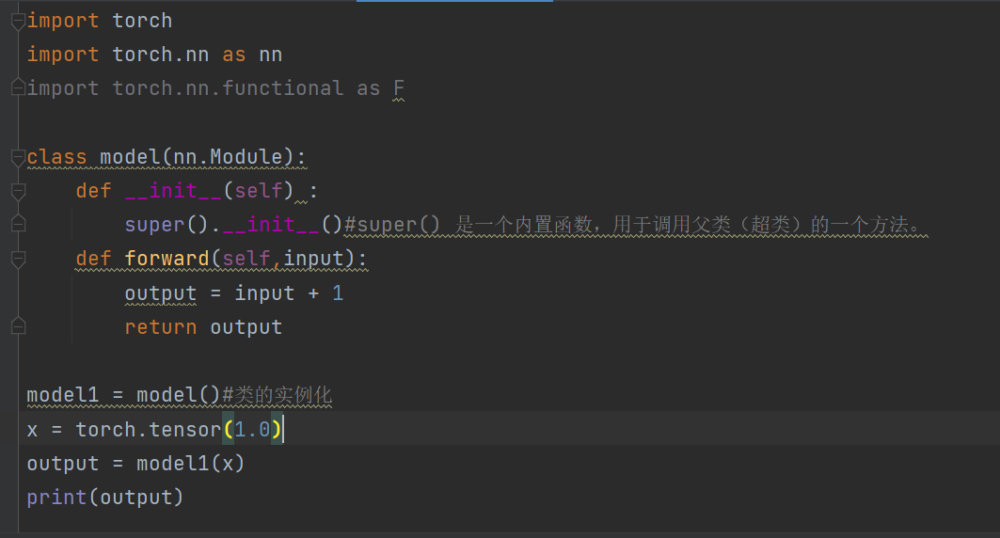 import torch
import torch.nn as nn
import torch.nn.functional as F
class model(nn.Module):
def __init__(self) :
super().__init__()#super() 是一个内置函数，用于调用父类（超类）的一个方法。
def forward(self,input):
output = input + 1
return output
model1 = model()#类的实例化
x = torch.tensor(1.0)
output = model1(x)
print(output)